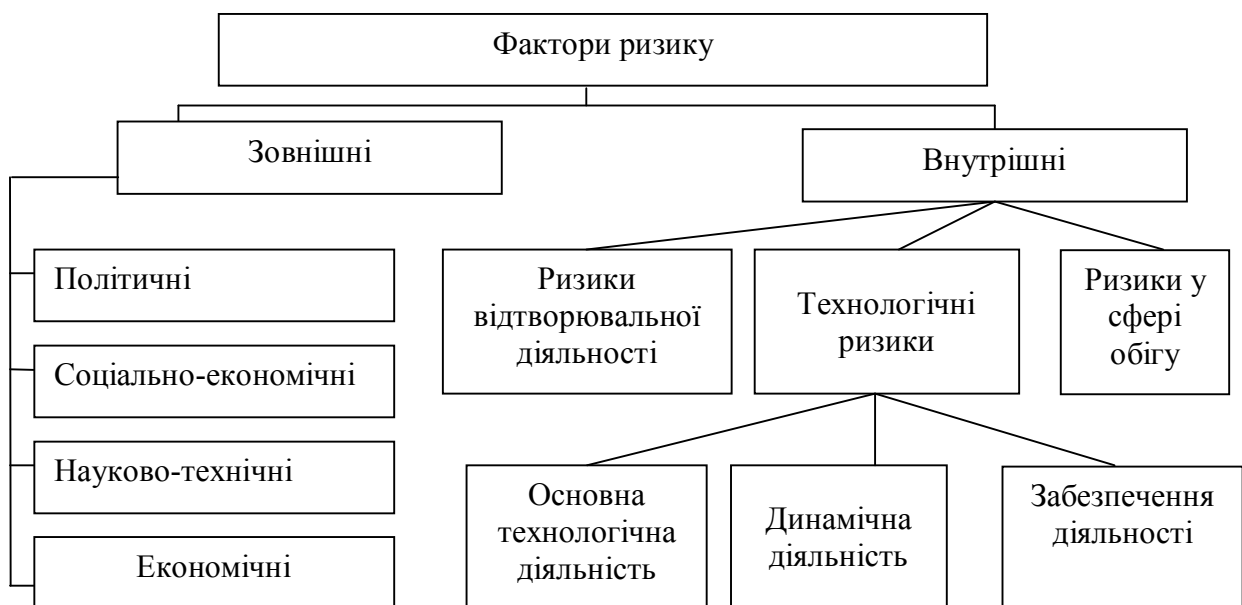 Фактори ризику
Зовнішні
Внутрішні
Політичні
Соціально-економічні
Науково-технічні
Економічні
Ризики
відтворювальної
діяльності
Технологічні
ризики
Ризики у
сфері
обігу
Основна
технологічна
діяльність
Динамічна
діяльність
Забезпечення
діяльності